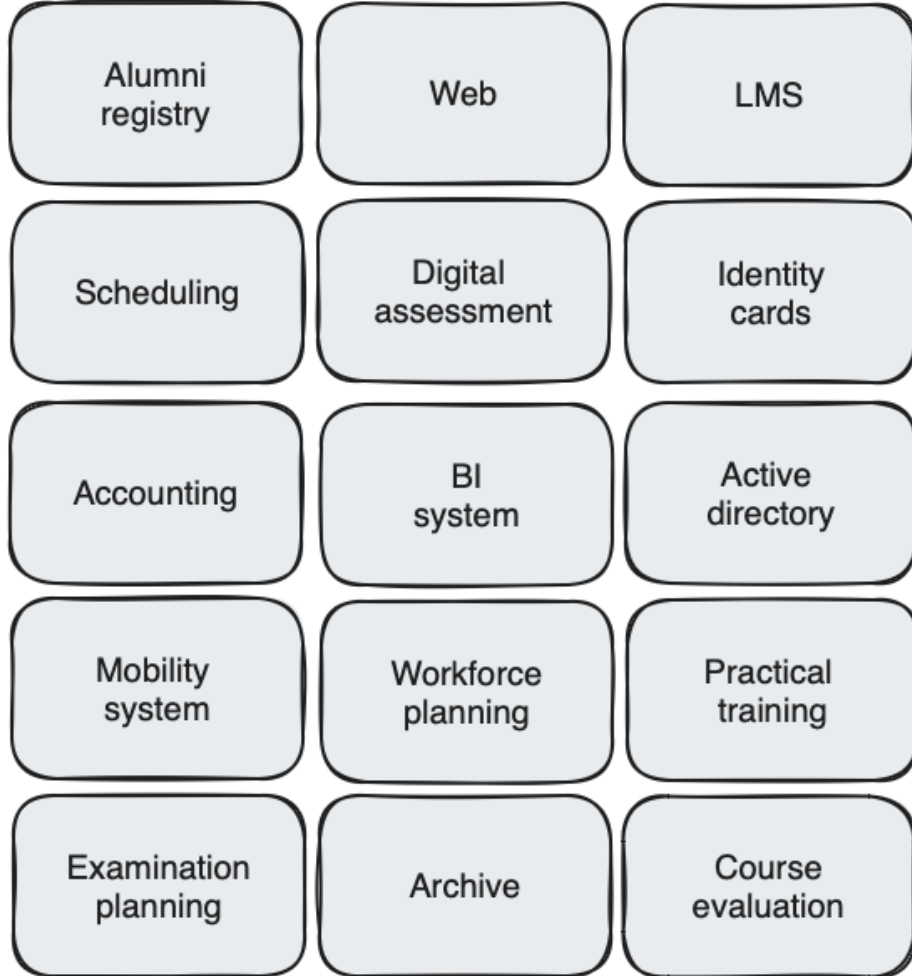 Alumni
registry
Web
LMS
Scheduling
Digital
assessment
Identity
cards
Accounting
BI
system
Active
directory
Mobility
system
Workforce
planning
Practical
training
Examination
planning
Archive
Course
evaluation